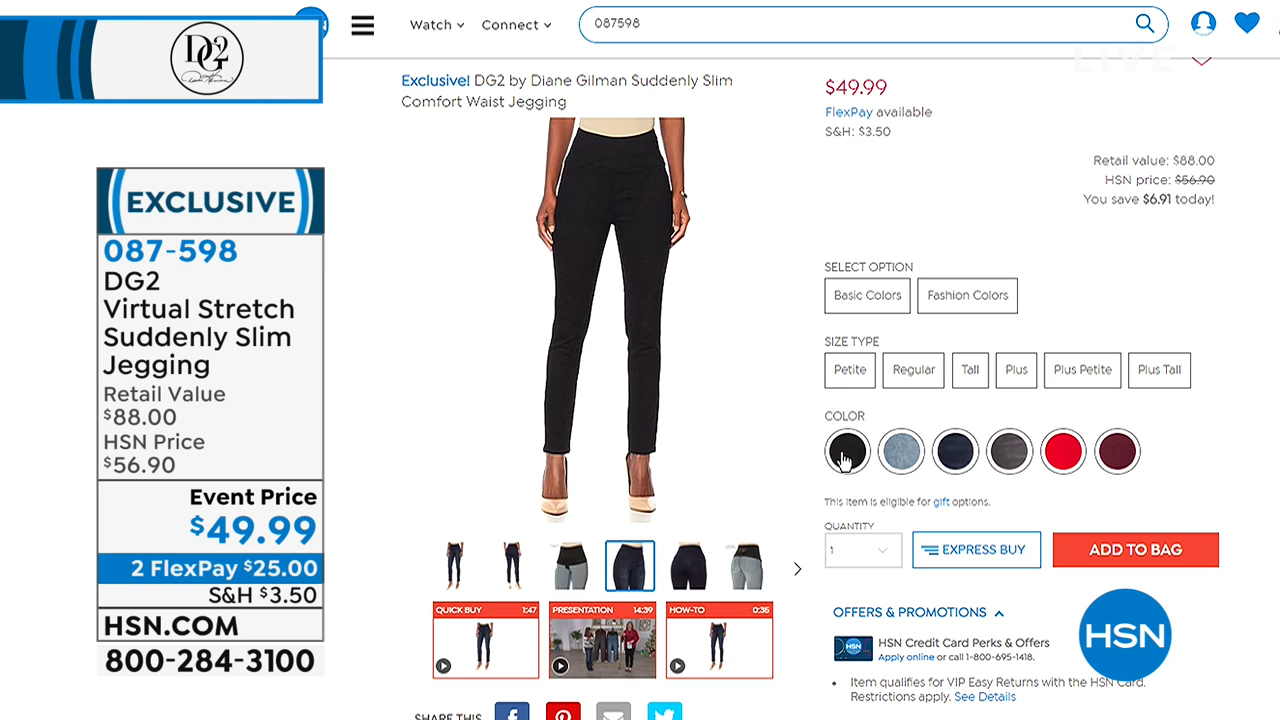 DG2
EXCLUSIVE
087-598
DG2
Virtual Stretch
Suddenly Slim
Jegging
Retail Value
$88.00
HSN Price
$56.90
Event Price
$49.99
2 FlexPay $25.00
S&H $3.50
HSN.COM
800-284-3100
Watch
Connect
087598
LIVE
Exclusive! DG2 by Diane Gilman Suddenly Slim
Comfort Waist Jegging
QUICK BUY 1:47
PRESENTATION 14:39
HOW-TO 0:36
SHARE THIS
$49.99
FlexPay available
S&H: $3.50
Retail value: $88.00
HSN price: $56.90
You save $6.91 today!
SELECT OPTION
Basic Colors
Fashion Colors
SIZE TYPE
Petite
Regular
Tall
Plus
Plus Petite
Plus Tall
COLOR
This item is eligible for gift options.
QUANTITY
1
EXPRESS BUY
ADD TO BAG
OFFERS & PROMOTIONS
HSN
HSN Credit Card Perks & Offers
Apply online or call 1-800-695-1418.
Item qualifies for VIP Easy Returns with the HSN Card.
Restrictions apply. See Details
HSN